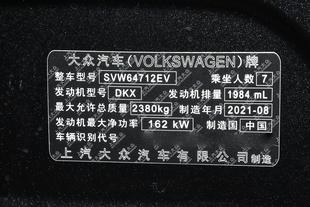 大众汽车(VOLKSWAGEN)牌
整车型号 SVW64712EV 乘坐人数 7
发动机型号 DKX 发动机排量 1984 mL
最大允许总质量 2380kg 制造年月 2021-08
发动机最大净功率 162 kW 制造国 中国
车辆识别代号
上汽大众汽车有限公司 制造